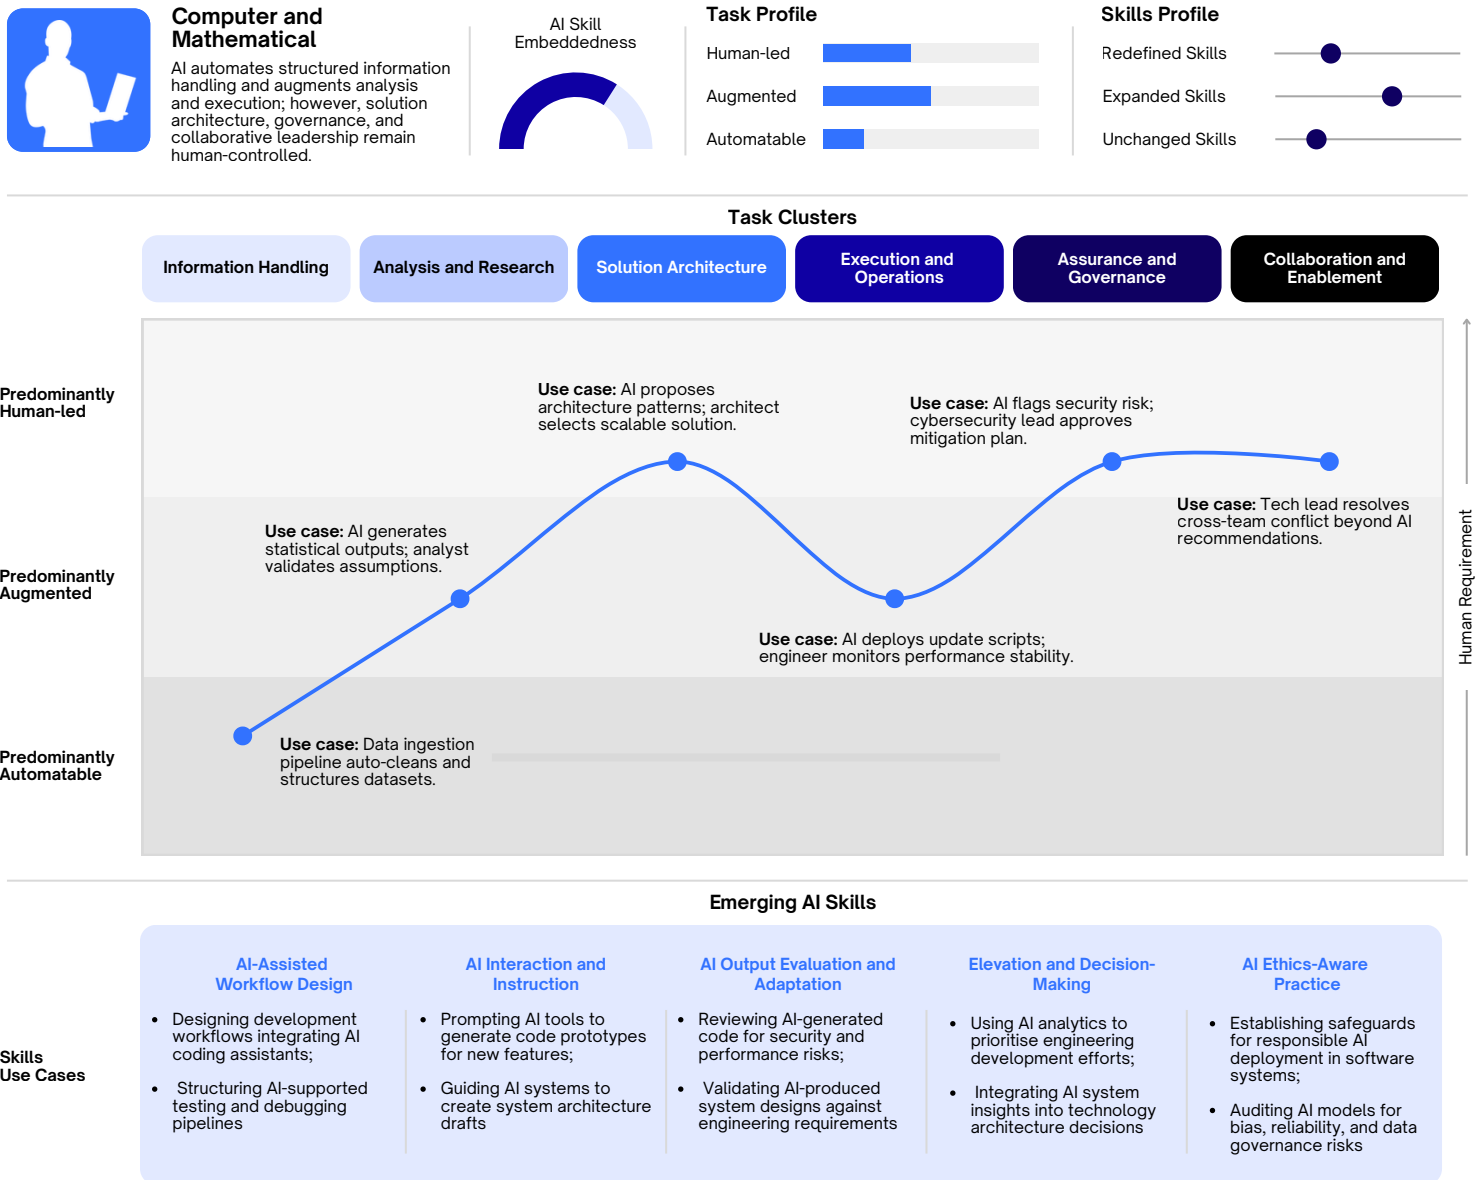 Computer and
Mathematical
AI automates structured information
handling and augments analysis
and execution; however, solution
architecture, governance, and
collaborative leadership remain
human-controlled.
AI Skill
Embeddedness
Task Profile
Human-led
Augmented
Automatable
Skills Profile
Redefined Skills
Expanded Skills
Unchanged Skills
Task Clusters
Information Handling
Analysis and Research
Solution Architecture
Execution and
Operations
Assurance and
Governance
Collaboration and
Enablement
Predominantly
Human-led
Predominantly
Augmented
Predominantly
Automatable
Use case: AI proposes
architecture patterns; architect
selects scalable solution.
Use case: AI flags security risk;
cybersecurity lead approves
mitigation plan.
Use case: AI generates
statistical outputs; analyst
validates assumptions.
Use case: Tech lead resolves
cross-team conflict beyond AI
recommendations.
Use case: AI deploys update scripts;
engineer monitors performance stability.
Use case: Data ingestion
pipeline auto-cleans and
structures datasets.
Human Requirement
Emerging AI Skills
Skills
Use Cases
AI-Assisted
Workflow Design
• Designing development
workflows integrating AI
coding assistants;
• Structuring AI-supported
testing and debugging
pipelines
AI Interaction and
Instruction
• Prompting AI tools to
generate code prototypes
for new features;
• Guiding AI systems to
create system architecture
drafts
AI Output Evaluation and
Adaptation
• Reviewing AI-generated
code for security and
performance risks;
• Validating AI-produced
system designs against
engineering requirements
Elevation and Decision-
Making
• Using AI analytics to
prioritise engineering
development efforts;
• Integrating AI system
insights into technology
architecture decisions
AI Ethics-Aware
Practice
• Establishing safeguards
for responsible AI
deployment in software
systems;
• Auditing AI models for
bias, reliability, and data
governance risks